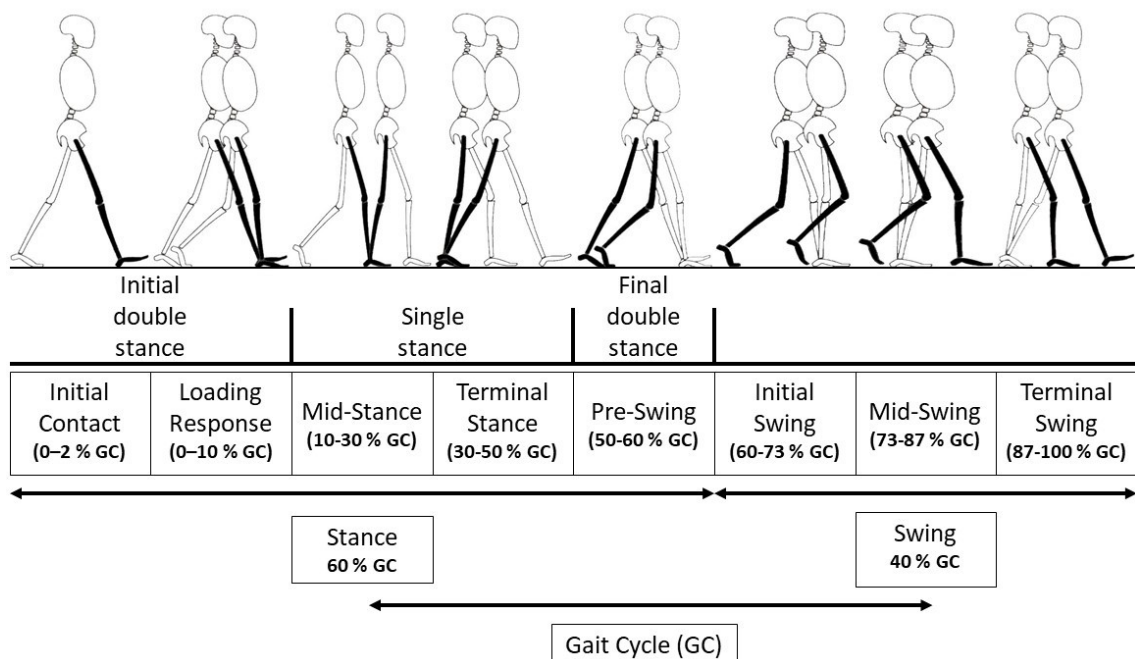 Initial
double
stance
Single
stance
Final
double
stance
Initial
Contact
(0–2 % GC)
Loading
Response
(0–10 % GC)
Mid-Stance
(10-30 % GC)
Terminal
Stance
(30-50 % GC)
Pre-Swing
(50-60 % GC)
Initial
Swing
(60-73 % GC)
Mid-Swing
(73-87 % GC)
Terminal
Swing
(87-100 % GC)
Stance
60 % GC
Swing
40 % GC
Gait Cycle (GC)